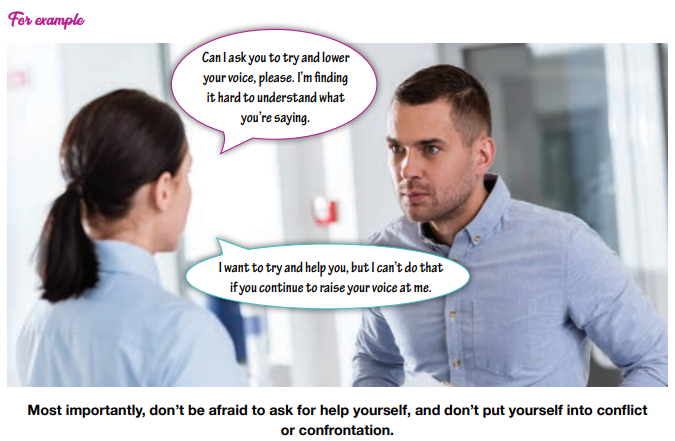 For example
Can I ask you to try and lower
your voice, please. I'm finding
it hard to understand what
you're saying.
I want to try and help you, but I can't do that
if you continue to raise your voice at me.
Most importantly, don't be afraid to ask for help yourself, and don't put yourself into conflict
or confrontation.